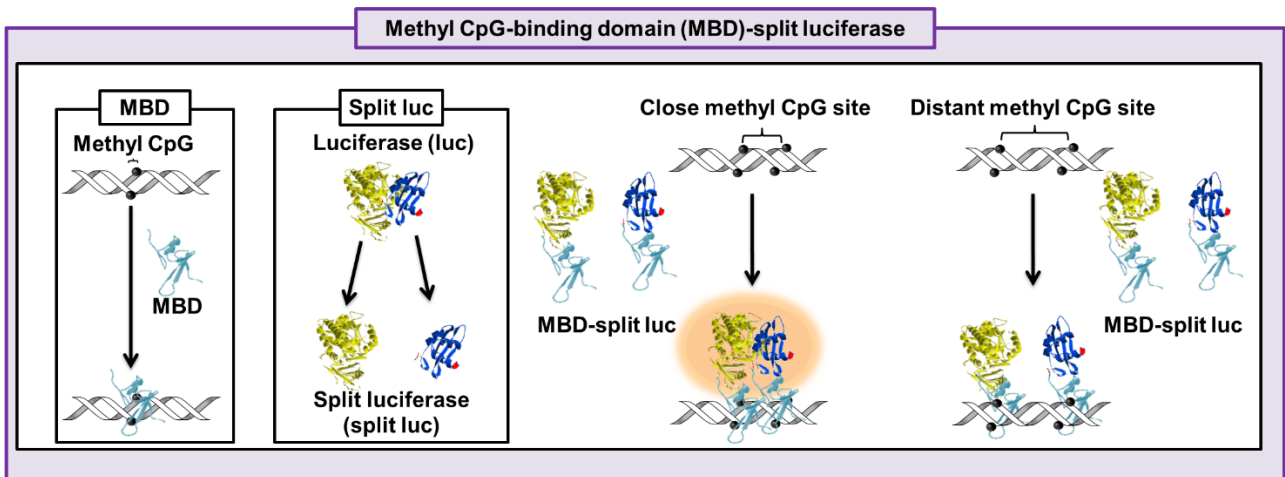 Methyl CpG-binding domain (MBD)-split luciferase
MBD
Methyl CpG
MBD
Split luc
Luciferase (luc)
Split luciferase
(split luc)
Close methyl CpG site
MBD-split luc
Distant methyl CpG site
MBD-split luc